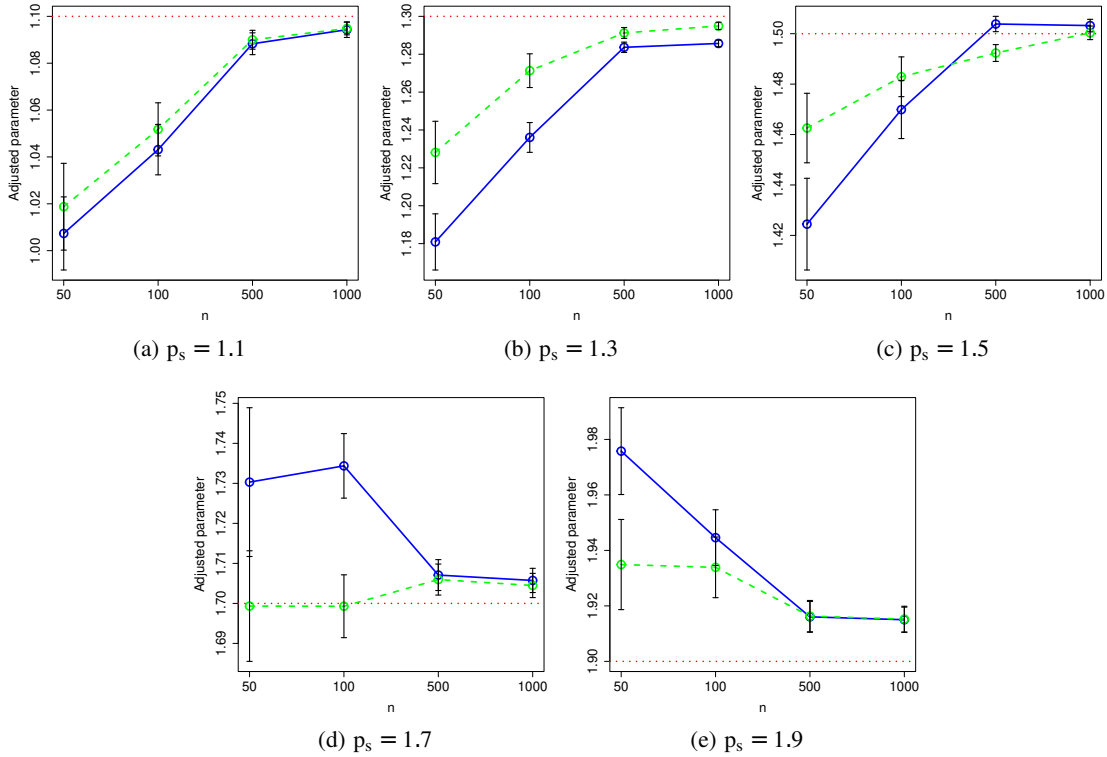 Adjusted parameter
1.00 1.02 1.04 1.06 1.08 1.10
50 100 500 1000
n
(a) pₛ = 1.1
Adjusted parameter
1.18 1.20 1.22 1.24 1.26 1.28 1.30
50 100 500 1000
n
(b) pₛ = 1.3
Adjusted parameter
1.42 1.44 1.46 1.48 1.50
50 100 500 1000
n
(c) pₛ = 1.5
Adjusted parameter
1.69 1.70 1.71 1.72 1.73 1.74 1.75
50 100 500 1000
n
(d) pₛ = 1.7
Adjusted parameter
1.90 1.92 1.94 1.96 1.98
50 100 500 1000
n
(e) pₛ = 1.9